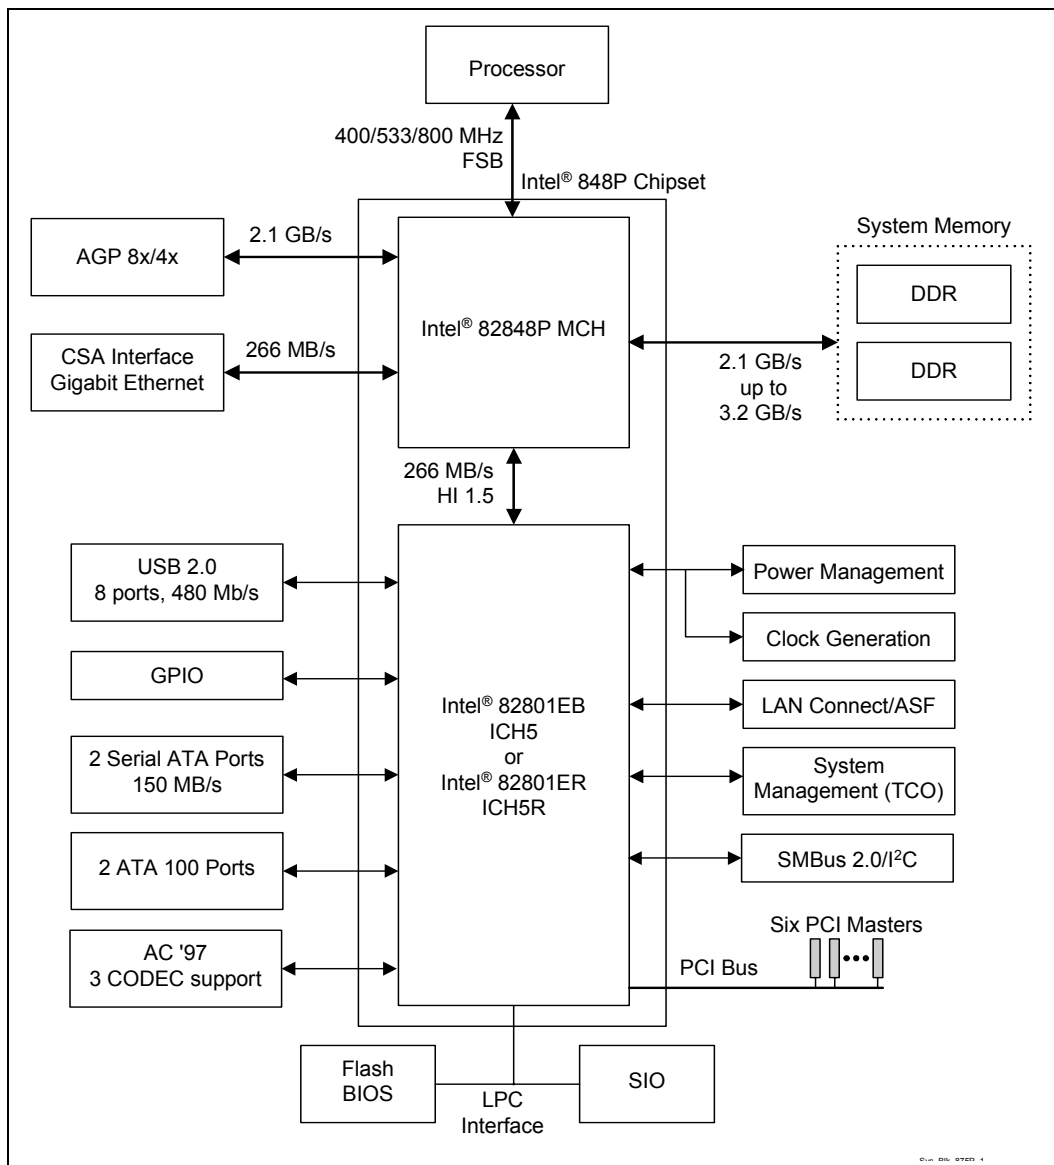 Processor
400/533/800 MHz
FSB
Intel® 848P Chipset
AGP 8x/4x
2.1 GB/s
CSA Interface
Gigabit Ethernet
266 MB/s
Intel® 82848P MCH
System Memory
DDR
DDR
2.1 GB/s
up to
3.2 GB/s
266 MB/s
HI 1.5
USB 2.0
8 ports, 480 Mb/s
GPIO
2 Serial ATA Ports
150 MB/s
2 ATA 100 Ports
AC '97
3 CODEC support
Intel® 82801EB
ICH5
or
Intel® 82801ER
ICH5R
Power Management
Clock Generation
LAN Connect/ASF
System
Management (TCO)
SMBus 2.0/I²C
Six PCI Masters
PCI Bus
Flash
BIOS
LPC
Interface
SIO